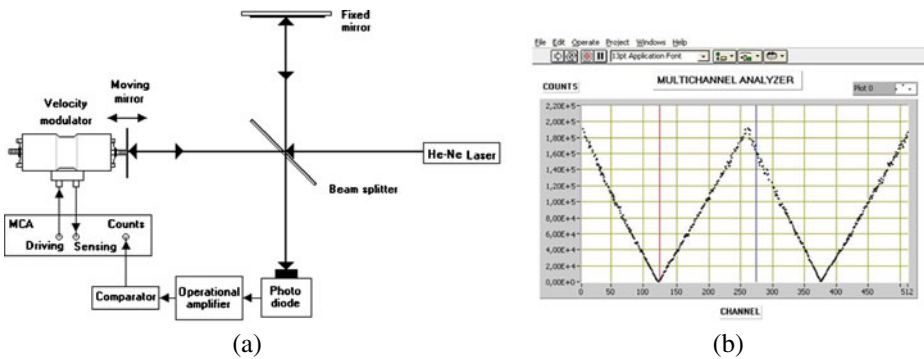 Fixed
mirror
Moving
mirror
Velocity
modulator
He-Ne Laser
Beam splitter
MCA
Counts
Driving
Sensing
Comparator
Operational
amplifier
Photo
diode
(a)
File Edit Operate Project Windows Help
13pt Application Font
MULTICHANNEL ANALYZER
COUNTS
Plot 0
2,20E+5
2,00E+5
1,80E+5
1,60E+5
1,40E+5
1,20E+5
1,00E+5
8,00E+4
6,00E+4
4,00E+4
2,00E+4
0,00E+0
0 50 100 150 200 250 300 350 400 450 512
CHANNEL
(b)